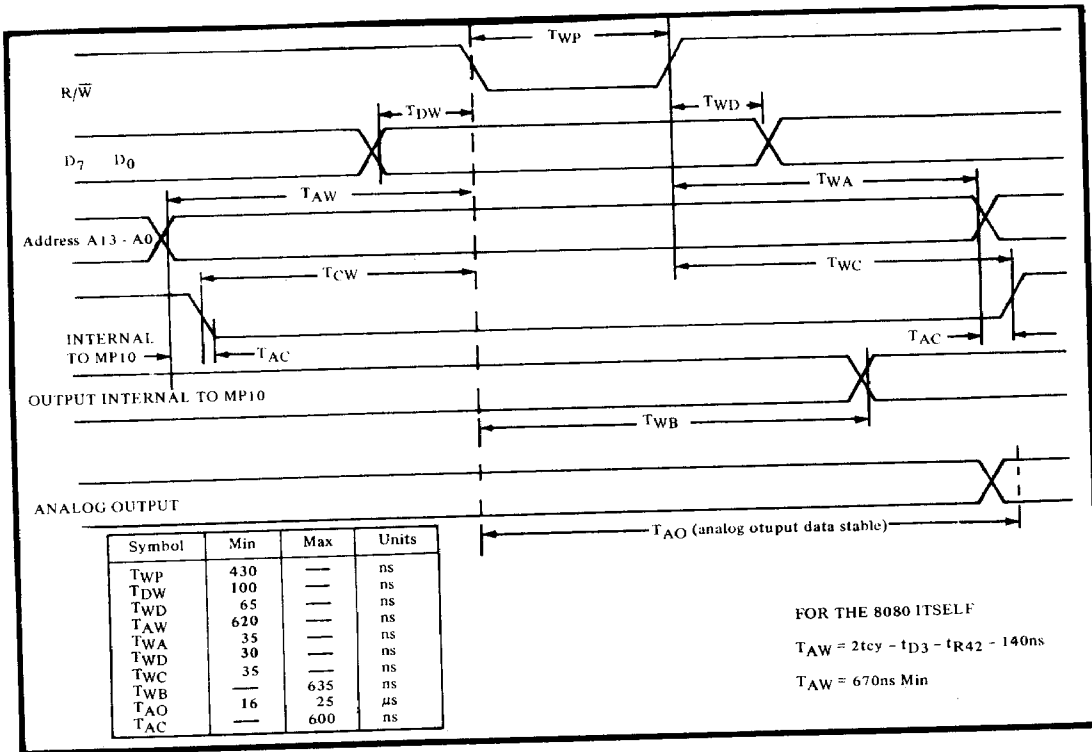 TWP
R/W̅
TDW
TWD
D7 D0
TAW
TWA
Address A13 - A0
TCW
TWC
INTERNAL
TO MP10
TAC
TAC
OUTPUT INTERNAL TO MP10
TWB
ANALOG OUTPUT
TAO (analog otuput data stable)
Symbol Min Max Units
TWP 430 — ns
TDW 100 — ns
TWD 65 — ns
TAW 620 — ns
TWA 35 — ns
TWD 30 — ns
TWC 35 — ns
TWB — 635 ns
TAO 16 25 μs
TAC — 600 ns
FOR THE 8080 ITSELF
TAW = 2tcy - tD3 - tR42 - 140ns
TAW = 670ns Min